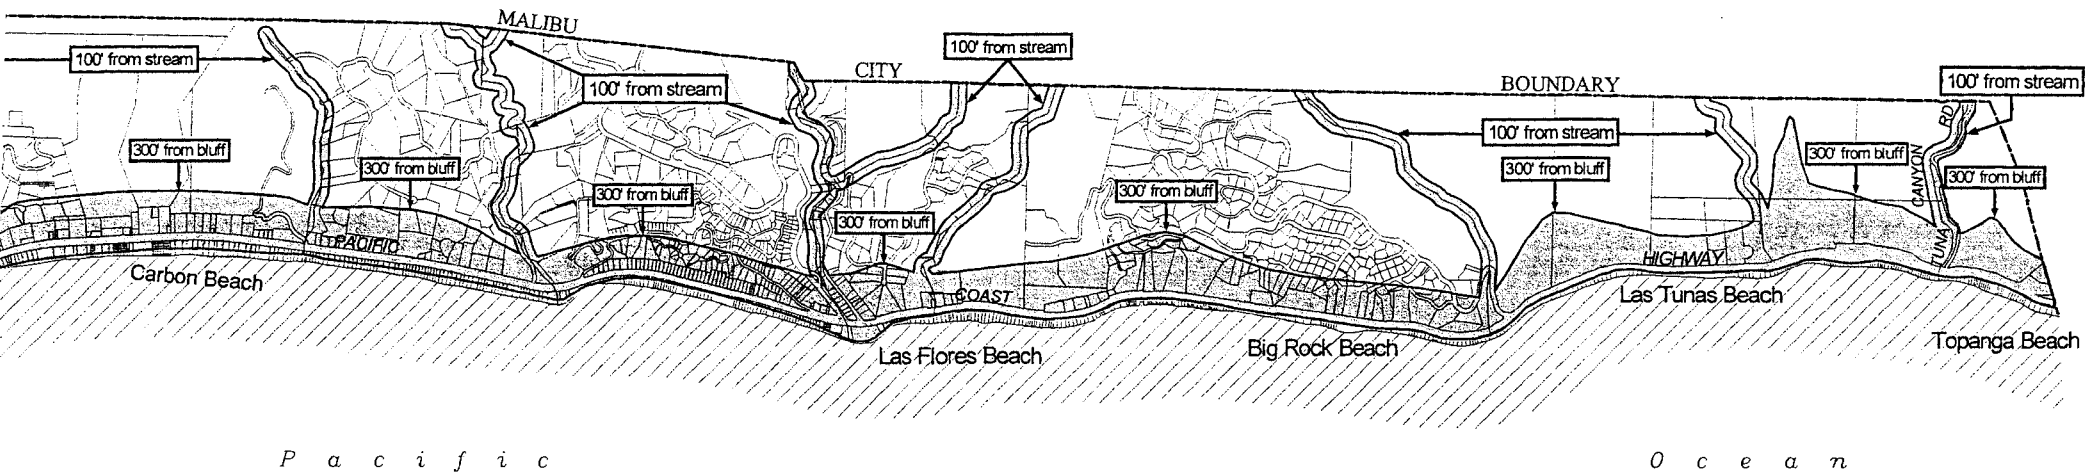 MALIBU
CITY
BOUNDARY
100' from stream
100' from stream
100' from stream
100' from stream
100' from stream
300' from bluff
300' from bluff
300' from bluff
300' from bluff
300' from bluff
300' from bluff
300' from bluff
300' from bluff
TUNA CANYON RD
PACIFIC
COAST
HIGHWAY
Carbon Beach
Las Flores Beach
Big Rock Beach
Las Tunas Beach
Topanga Beach
Pacific
Ocean